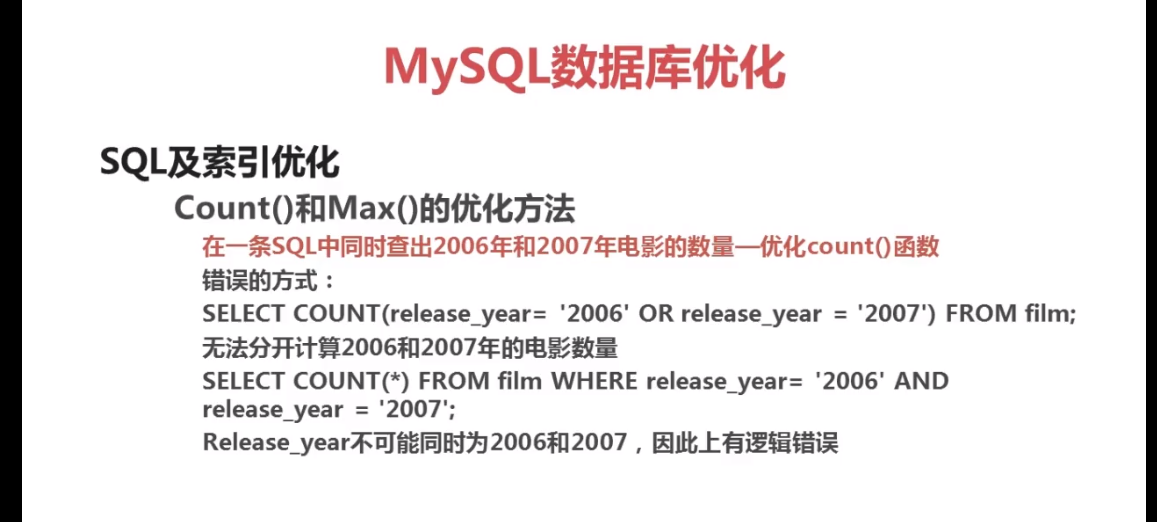 MySQL数据库优化
SQL及索引优化
Count()和Max()的优化方法
在一条SQL中同时查出2006年和2007年电影的数量—优化count()函数
错误的方式：
SELECT COUNT(release_year= '2006' OR release_year = '2007') FROM film;
无法分开计算2006和2007年的电影数量
SELECT COUNT(*) FROM film WHERE release_year= '2006' AND
release_year = '2007';
Release_year不可能同时为2006和2007，因此上有逻辑错误